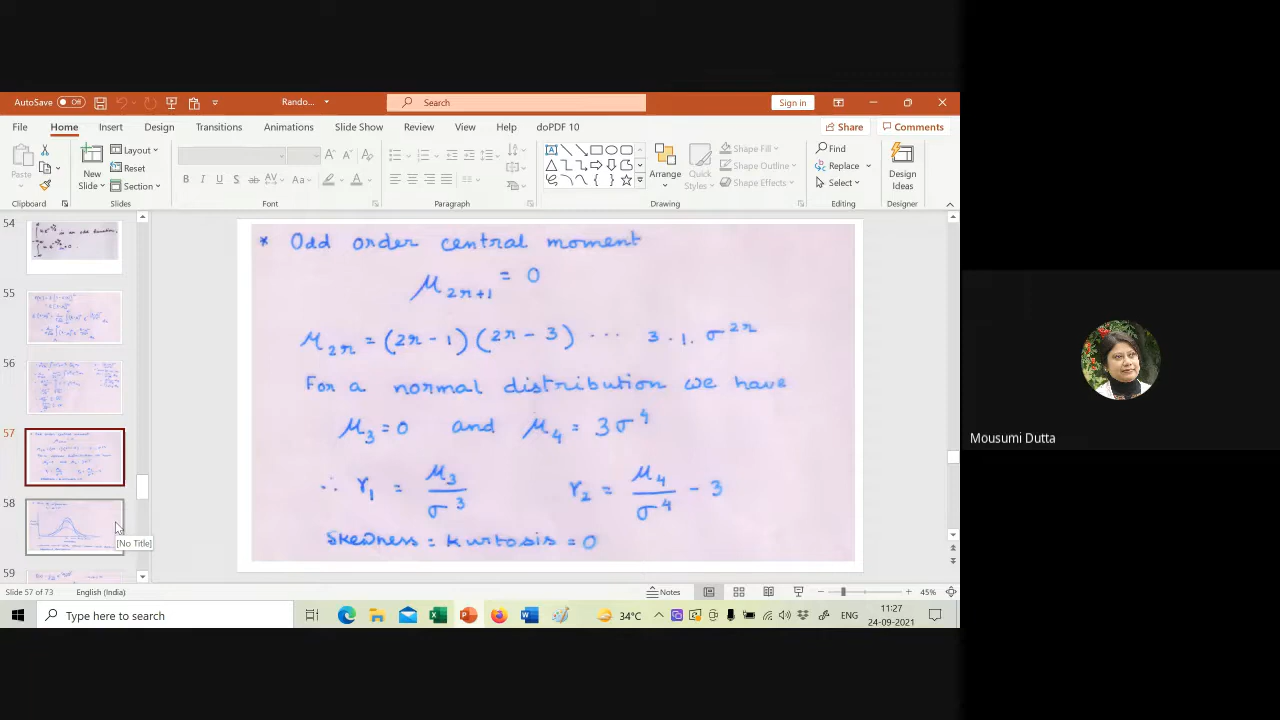 AutoSave Off
Rando...
Search
Sign in
File Home Insert Design Transitions Animations Slide Show Review View Help doPDF 10
Share Comments
Paste
New Slide
Layout
Reset
Section
Shape Fill
Shape Outline
Shape Effects
Arrange
Quick Styles
Find
Replace
Select
Design Ideas
Clipboard Slides Font Paragraph Drawing Editing Designer
54
55
56
57
58
[No Title]
59
* Odd order central moment
μ₂ₙ₊₁ = 0
μ₂ₙ = (2n - 1) (2n - 3) ... 3 . 1. σ²ⁿ
For a normal distribution we have
μ₃ = 0 and μ₄ = 3σ⁴
∴ γ₁ = μ₃/σ³ γ₂ = μ₄/σ⁴ - 3
Skewness = Kurtosis = 0
Mousumi Dutta
Slide 57 of 73 English (India) Notes 45%
Type here to search
34°C
ENG
11:27
24-09-2021